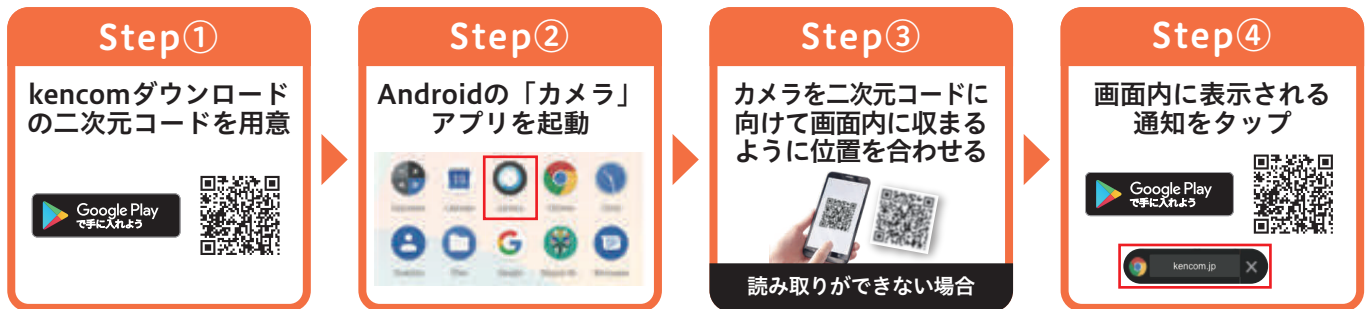 Step①
kencomダウンロード
の二次元コードを用意
Google Play
で手に入れよう
Step②
Androidの「カメラ」
アプリを起動
Step③
カメラを二次元コードに
向けて画面内に収まる
ように位置を合わせる
読み取りができない場合
Step④
画面内に表示される
通知をタップ
Google Play
で手に入れよう
kencom.jp